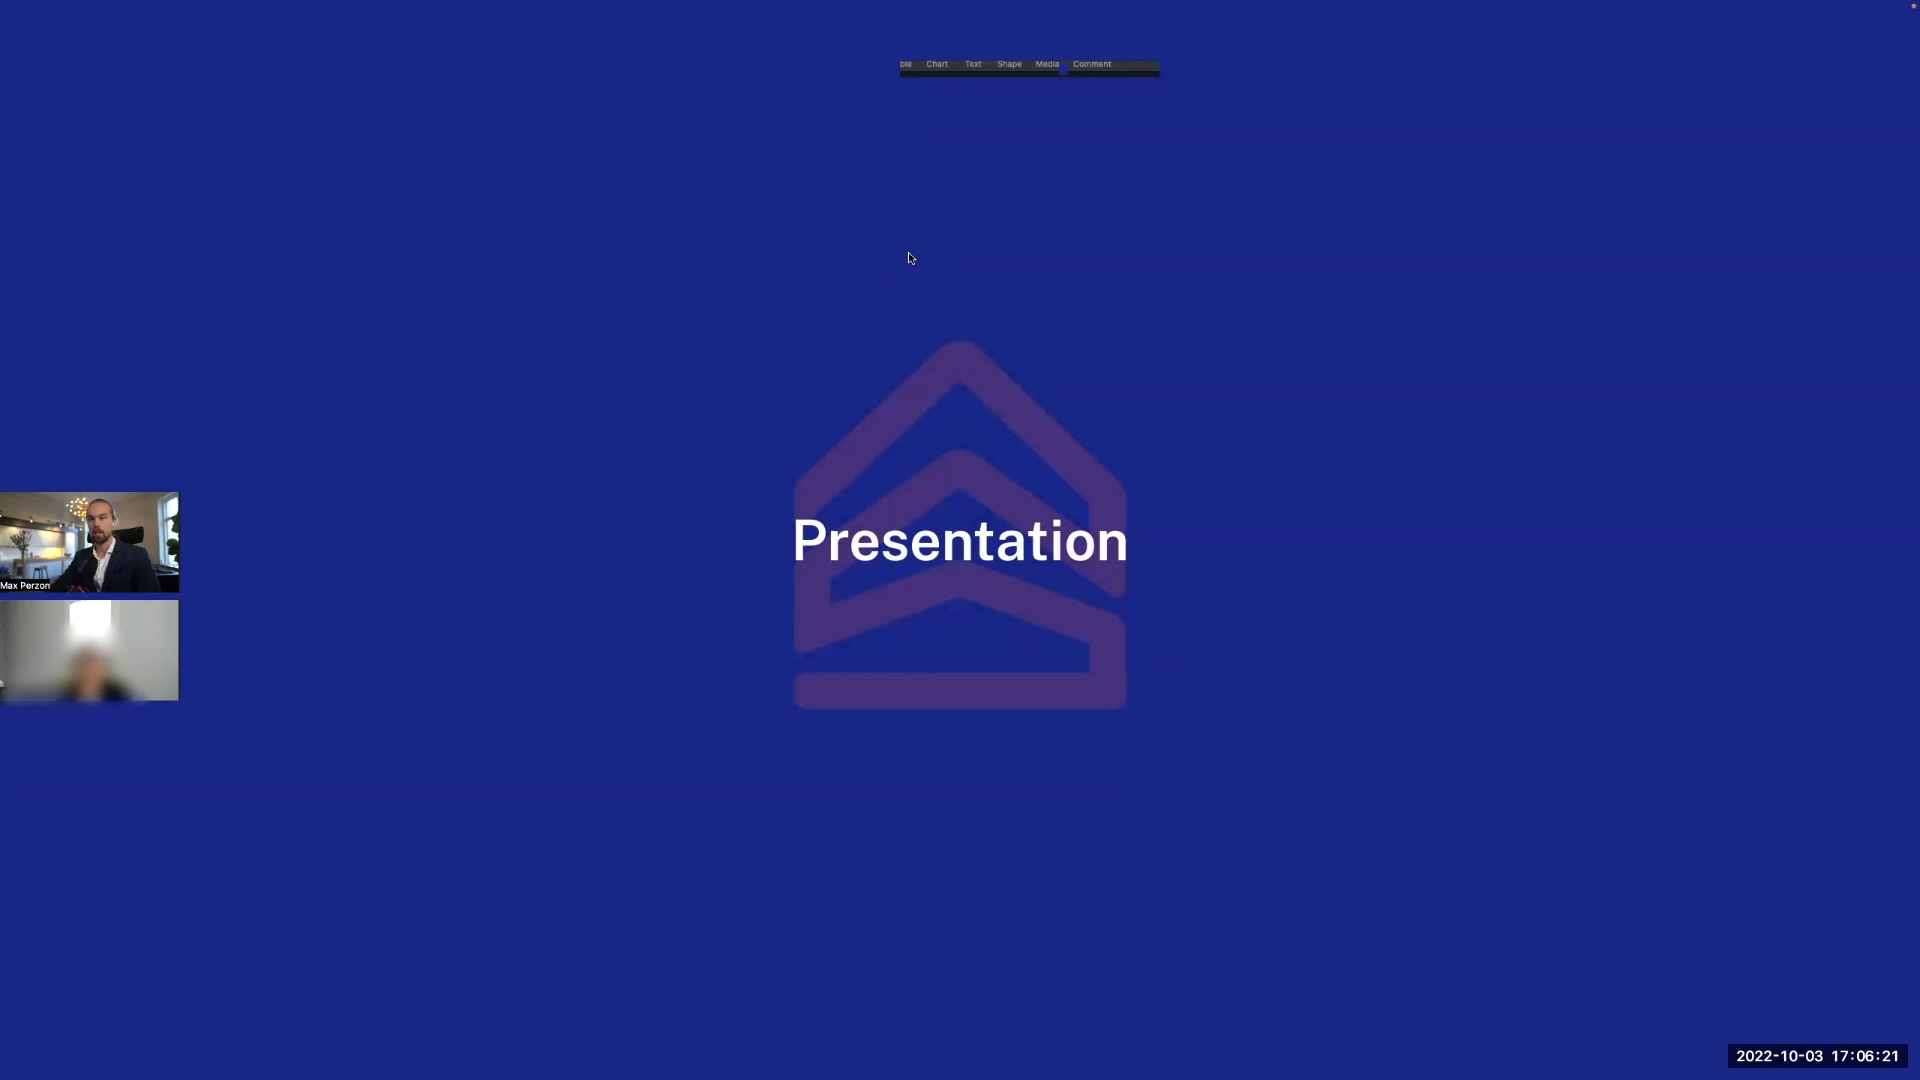 ble Chart Text Shape Media Comment
Presentation
Max Perzon
2022-10-03 17:06:21